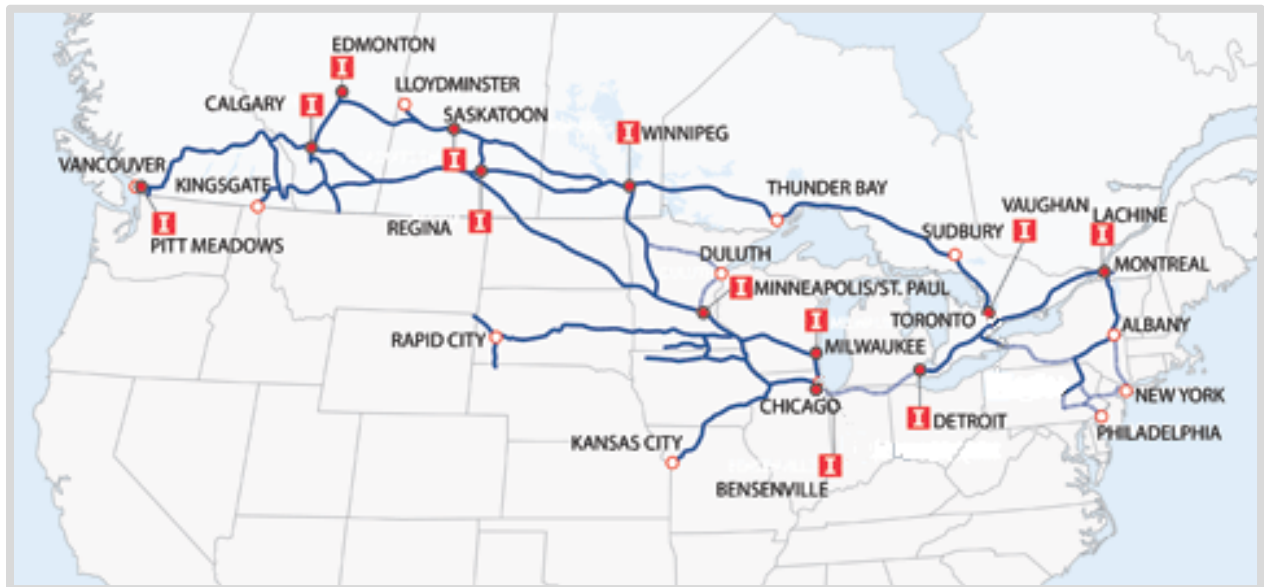 EDMONTON
I
LLOYDMINSTER
CALGARY
I
SASKATOON
I
WINNIPEG
VANCOUVER
I
KINGSGATE
THUNDER BAY
VAUGHAN
LACHINE
I
PITT MEADOWS
REGINA
I
SUDBURY
I
I
DULUTH
MONTREAL
I
MINNEAPOLIS/ST. PAUL
RAPID CITY
I
TORONTO
ALBANY
MILWAUKEE
CHICAGO
NEW YORK
I
DETROIT
KANSAS CITY
PHILADELPHIA
I
BENSENVILLE